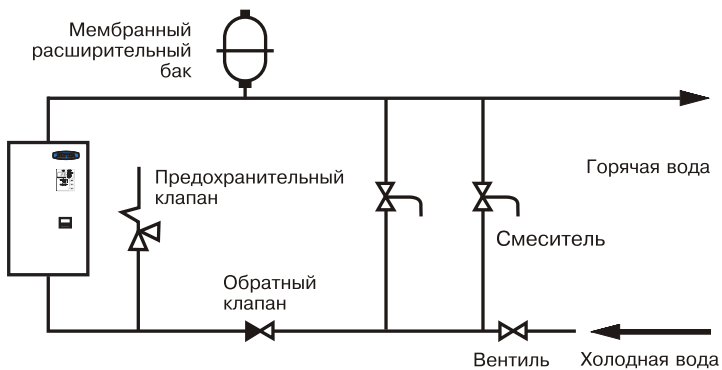 Мембранный
расширительный
бак
Горячая вода
Предохранительный
клапан
Смеситель
Обратный
клапан
Вентиль
Холодная вода